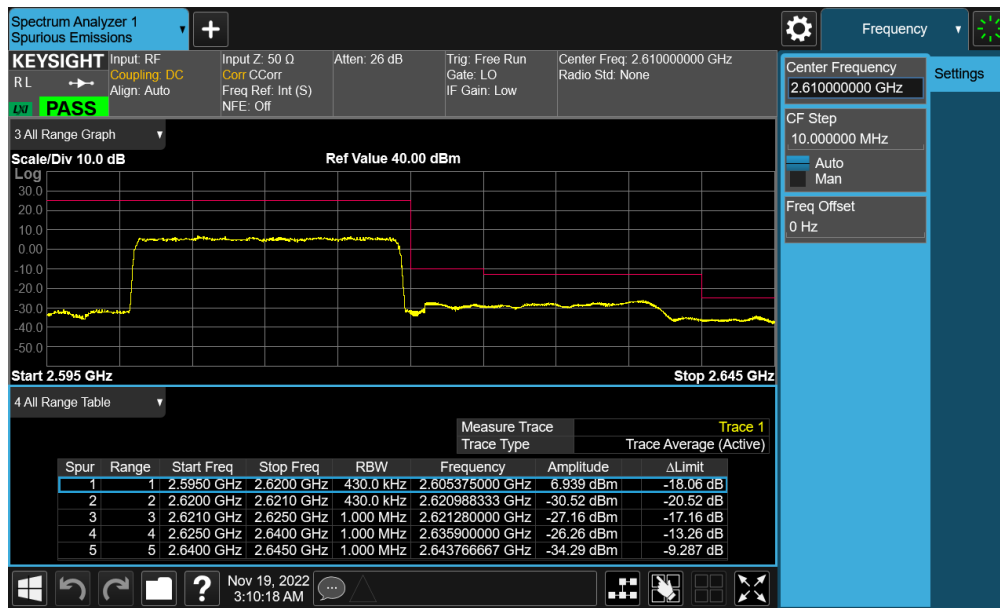 Spectrum Analyzer 1
Spurious Emissions
Frequency
KEYSIGHT
R L
LXI PASS
Input: RF
Coupling: DC
Align: Auto
Input Z: 50 Ω
Corr CCorr
Freq Ref: Int (S)
NFE: Off
Atten: 26 dB
Trig: Free Run
Gate: LO
IF Gain: Low
Center Freq: 2.610000000 GHz
Radio Std: None
Center Frequency
2.610000000 GHz
Settings
CF Step
10.000000 MHz
Auto
Man
Freq Offset
0 Hz
3 All Range Graph
Scale/Div 10.0 dB Ref Value 40.00 dBm
Log
30.0
20.0
10.0
0.00
-10.0
-20.0
-30.0
-40.0
-50.0
Start 2.595 GHz Stop 2.645 GHz
4 All Range Table
Measure Trace Trace 1
Trace Type Trace Average (Active)
Spur Range Start Freq Stop Freq RBW Frequency Amplitude ΔLimit
1 1 2.5950 GHz 2.6200 GHz 430.0 kHz 2.605375000 GHz 6.939 dBm -18.06 dB
2 2 2.6200 GHz 2.6210 GHz 430.0 kHz 2.620988333 GHz -30.52 dBm -20.52 dB
3 3 2.6210 GHz 2.6250 GHz 1.000 MHz 2.621280000 GHz -27.16 dBm -17.16 dB
4 4 2.6250 GHz 2.6400 GHz 1.000 MHz 2.635900000 GHz -26.26 dBm -13.26 dB
5 5 2.6400 GHz 2.6450 GHz 1.000 MHz 2.643766667 GHz -34.29 dBm -9.287 dB
Nov 19, 2022
3:10:18 AM